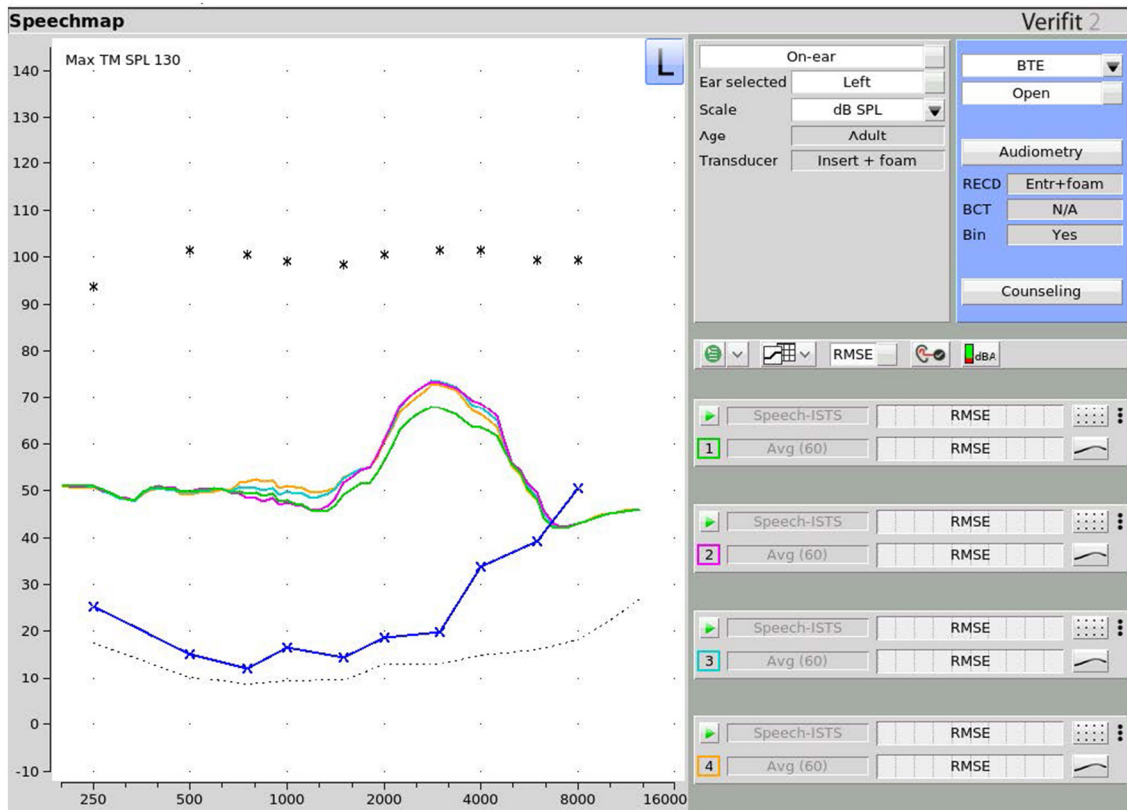 Speechmap
Verifit 2
Max TM SPL 130
L
140
130
120
110
100
90
80
70
60
50
40
30
20
10
0
-10
250 500 1000 2000 4000 8000 16000
On-ear
Ear selected Left
Scale dB SPL
Age Adult
Transducer Insert + foam
BTE
Open
Audiometry
RECD Entr+foam
BCT N/A
Bin Yes
Counseling
RMSE
dBA
Speech-ISTS RMSE
1 Avg (60) RMSE
Speech-ISTS RMSE
2 Avg (60) RMSE
Speech-ISTS RMSE
3 Avg (60) RMSE
Speech-ISTS RMSE
4 Avg (60) RMSE